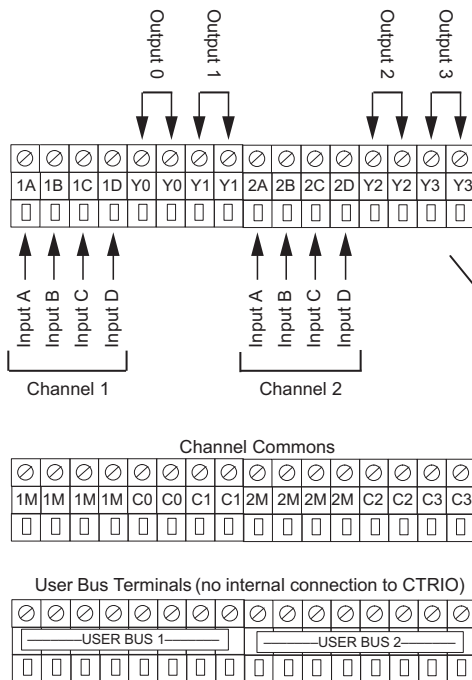 Output 0
Output 1
Output 2
Output 3
1A 1B 1C 1D Y0 Y0 Y1 Y1 2A 2B 2C 2D Y2 Y2 Y3 Y3
Input A
Input B
Input C
Input D
Input A
Input B
Input C
Input D
Channel 1
Channel 2
Channel Commons
1M 1M 1M 1M C0 C0 C1 C1 2M 2M 2M 2M C2 C2 C3 C3
User Bus Terminals (no internal connection to CTRIO)
USER BUS 1
USER BUS 2